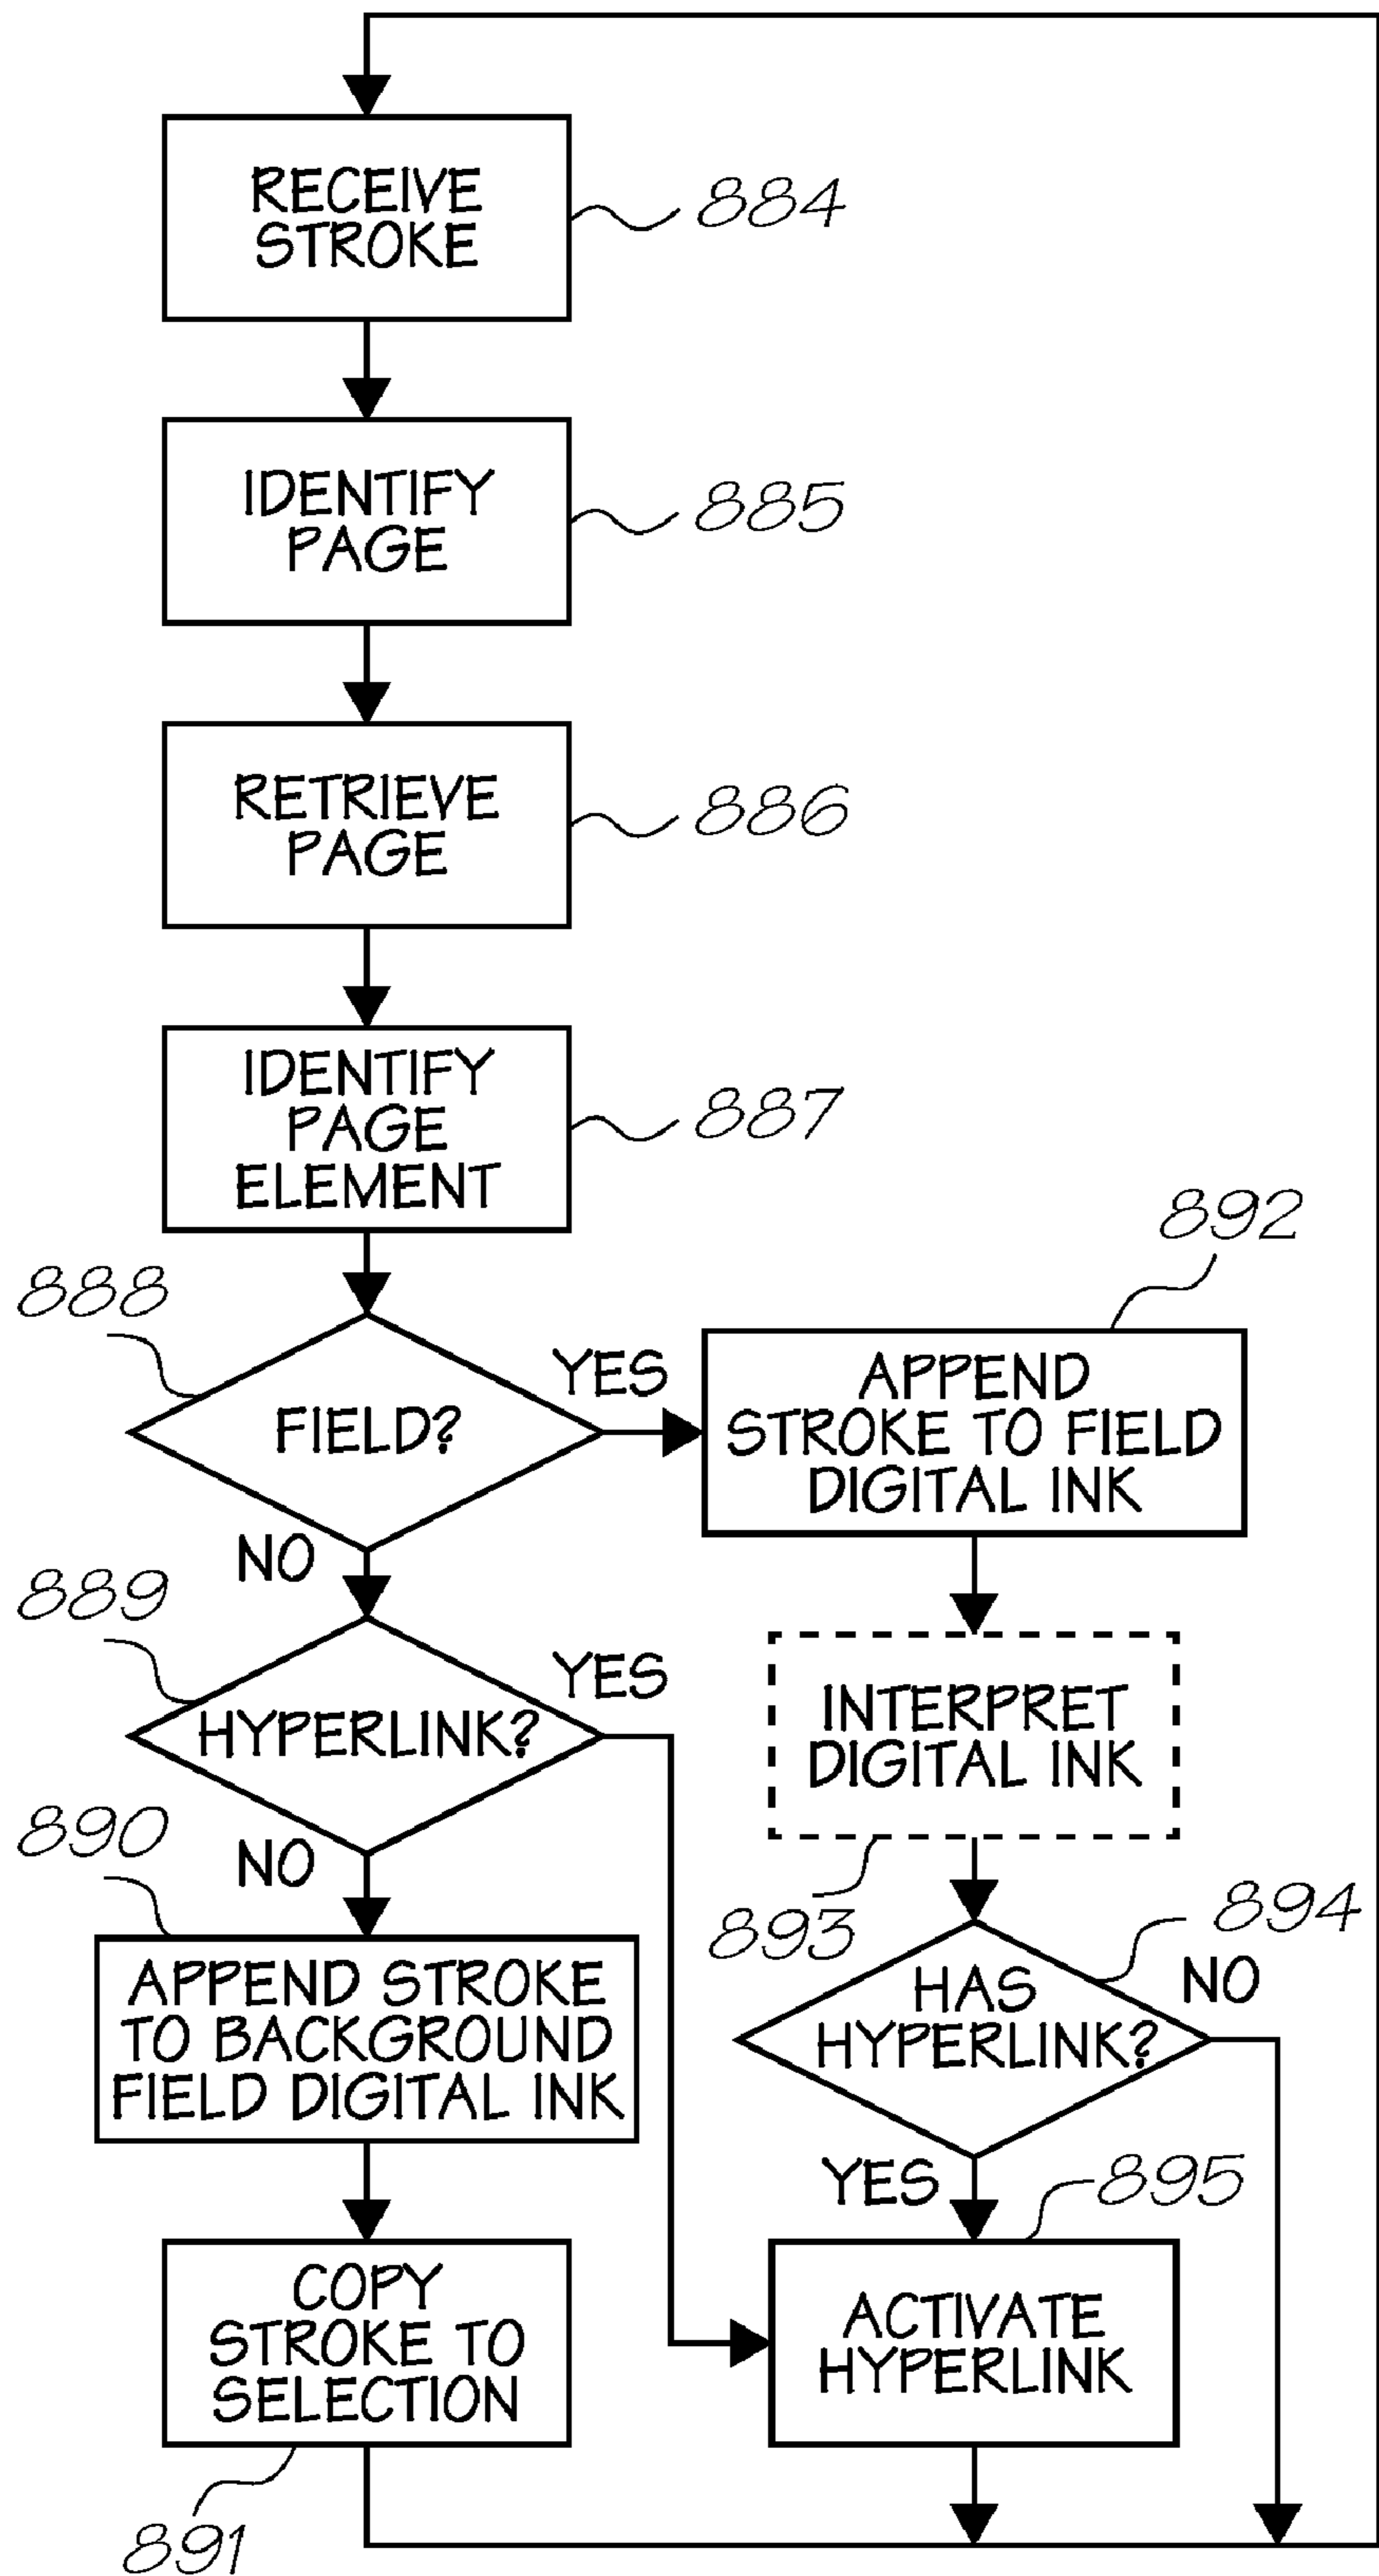 RECEIVE
STROKE
884
IDENTIFY
PAGE
885
RETRIEVE
PAGE
886
IDENTIFY
PAGE
ELEMENT
887
888
FIELD?
YES
NO
892
APPEND
STROKE TO FIELD
DIGITAL INK
889
HYPERLINK?
YES
NO
INTERPRET
DIGITAL INK
893
890
APPEND STROKE
TO BACKGROUND
FIELD DIGITAL INK
894
HAS
HYPERLINK?
NO
YES
895
COPY
STROKE TO
SELECTION
891
ACTIVATE
HYPERLINK